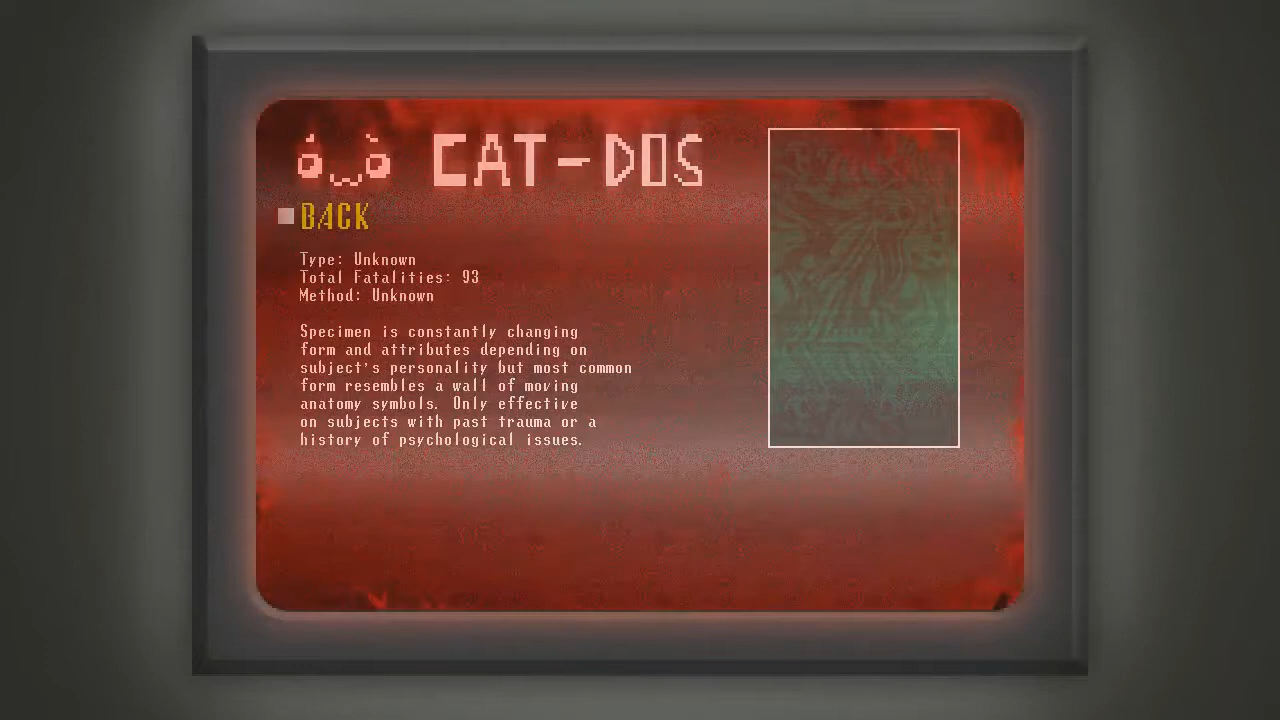 CAT-DOS
BACK
Type: Unknown
Total Fatalities: 93
Method: Unknown
Specimen is constantly changing
form and attributes depending on
subject's personality but most common
form resembles a wall of moving
anatomy symbols. Only effective
on subjects with past trauma or a
history of psychological issues.